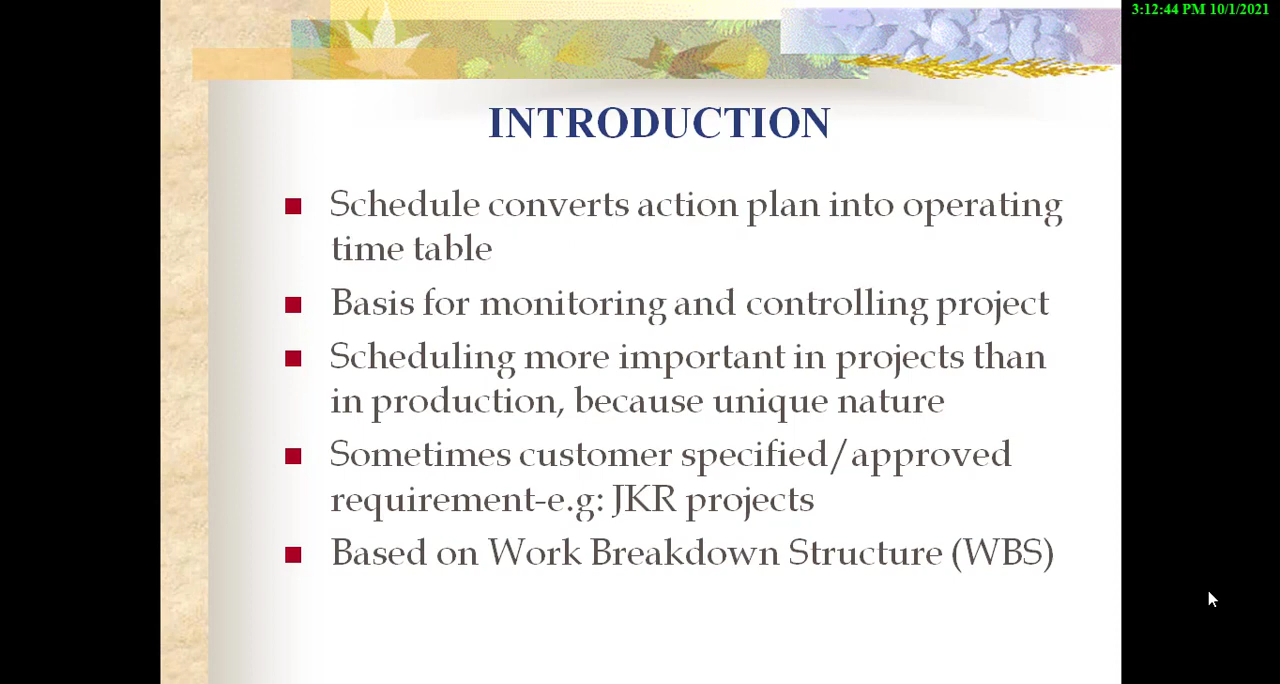 3:12:44 PM 10/1/2021
INTRODUCTION
Schedule converts action plan into operating
time table
Basis for monitoring and controlling project
Scheduling more important in projects than
in production, because unique nature
Sometimes customer specified/approved
requirement-e.g: JKR projects
Based on Work Breakdown Structure (WBS)